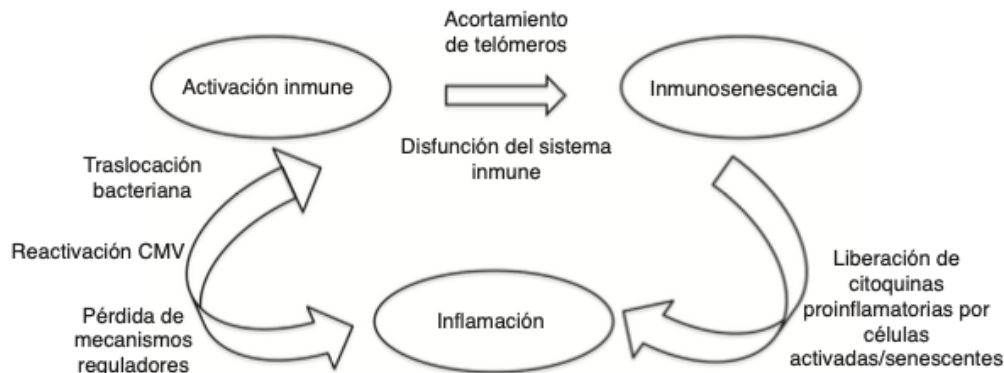 Acortamiento
de telómeros
Activación inmune
Inmunosenescencia
Disfunción del sistema
inmune
Traslocación
bacteriana
Reactivación CMV
Pérdida de
mecanismos
reguladores
Inflamación
Liberación de
citoquinas
proinflamatorias por
células
activadas/senescentes